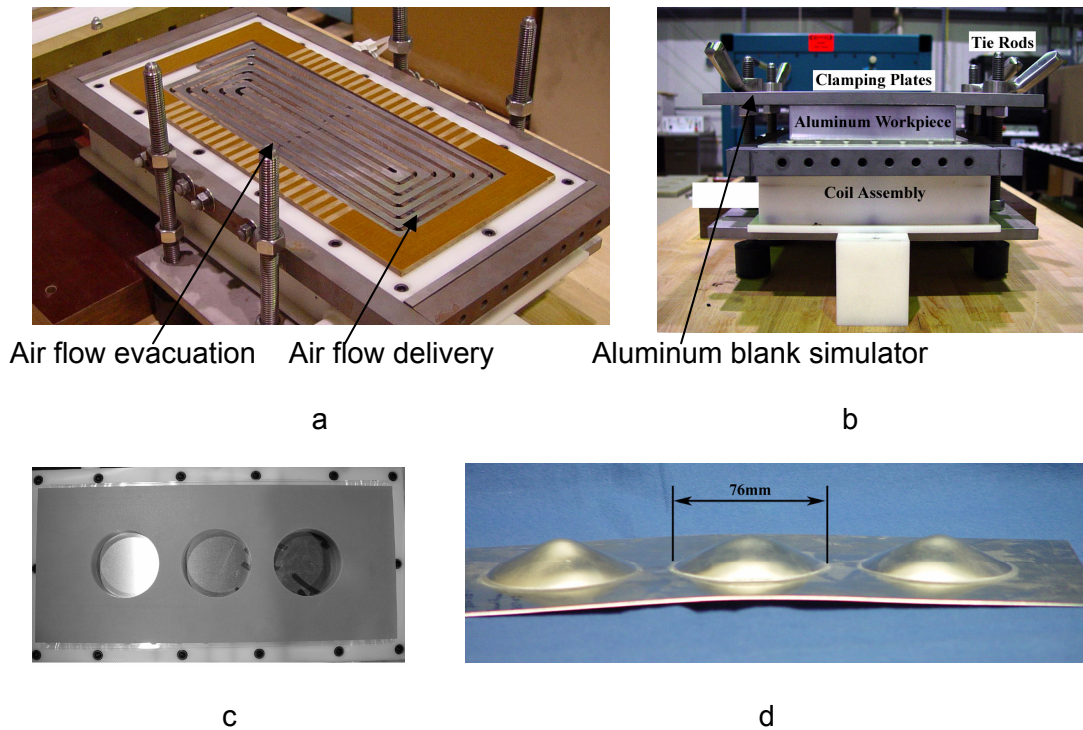 Tie Rods
Clamping Plates
Aluminum Workpiece
Coil Assembly
Air flow evacuation
Air flow delivery
Aluminum blank simulator
a
b
76mm
c
d